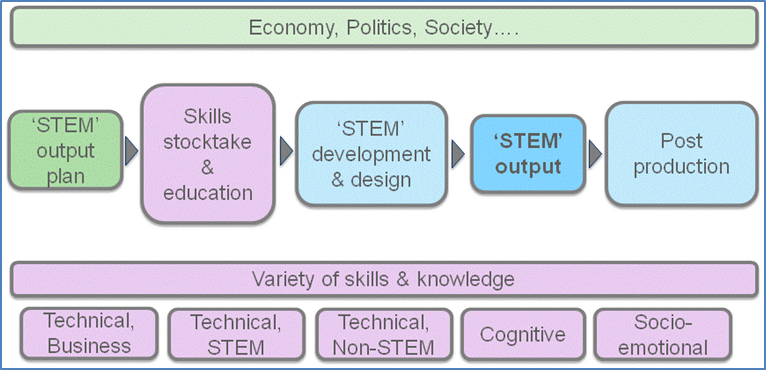 Economy, Politics, Society….
‘STEM’
output
plan
Skills
stocktake
&
education
‘STEM’
development
& design
‘STEM’
output
Post
production
Variety of skills & knowledge
Technical,
Business
Technical,
STEM
Technical,
Non-STEM
Cognitive
Socio-
emotional